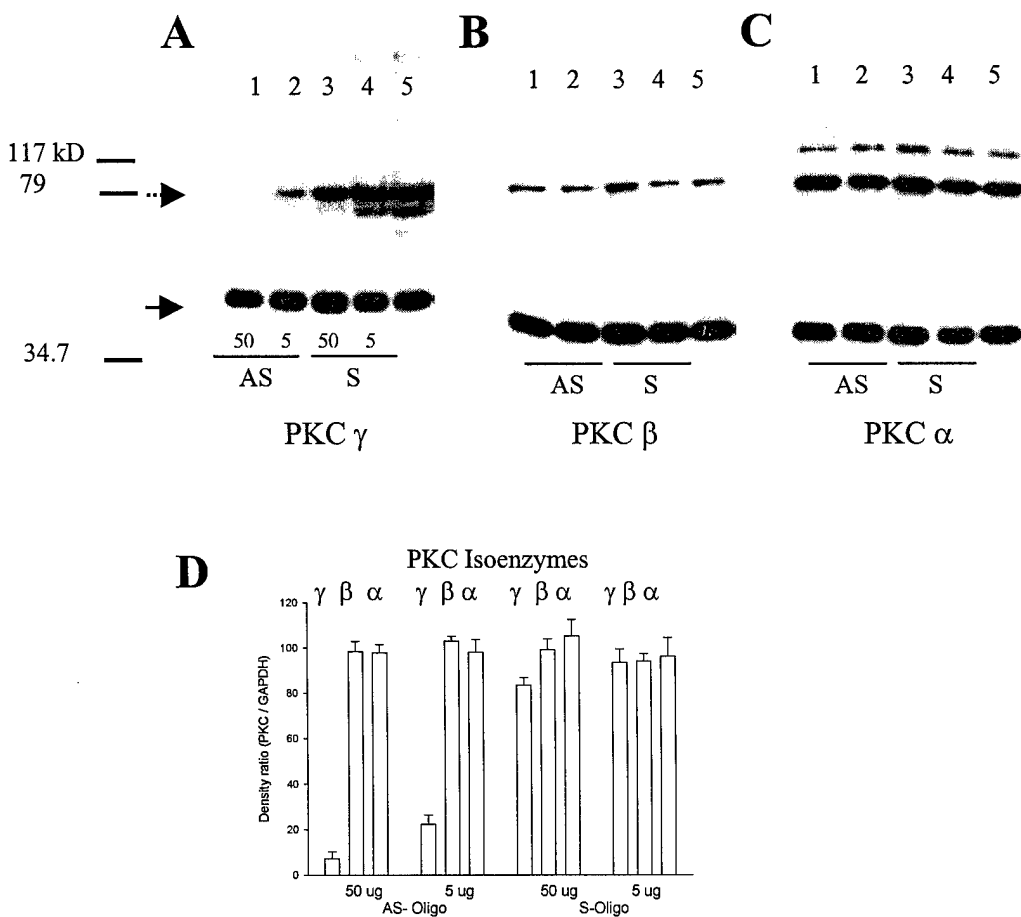 A
B
C
1 2 3 4 5
1 2 3 4 5
1 2 3 4 5
117 kD
79
34.7
50 5 50 5
AS S
AS S
AS S
PKC γ
PKC β
PKC α
D
PKC Isoenzymes
γ β α γ β α γ β α γ β α
Density ratio (PKC / GAPDH)
120
100
80
60
40
20
0
50 ug 5 ug 50 ug 5 ug
AS- Oligo S-Oligo